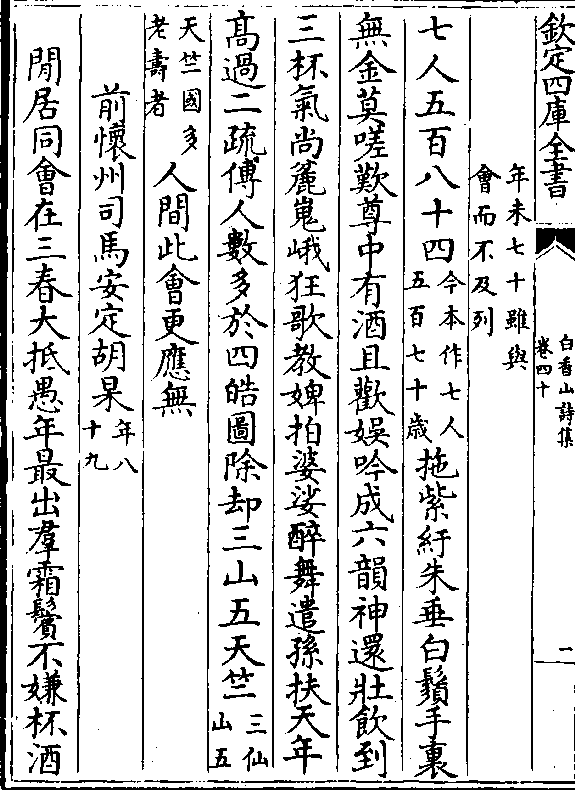 欽定四庫全書
白香山詩集
卷四十
二
年未七十雖與
會而不及列
七人五百八十四今本作七人五百七十歲拖紫紆朱垂白鬚手裏
無金莫嗟歎尊中有酒且歡娛吟成六韻神還壯飲到
三杯氣尚麄嵬峨狂歌教婢拍婆娑醉舞遣孫扶天年
高過二疏傅人數多於四皓圖除却三山五天竺三仙山五
天竺國多老壽者人間此會更應無
前懷州司馬安定胡杲年八十九
閒居同會在三春大抵愚年最出羣霜鬢不嫌杯酒